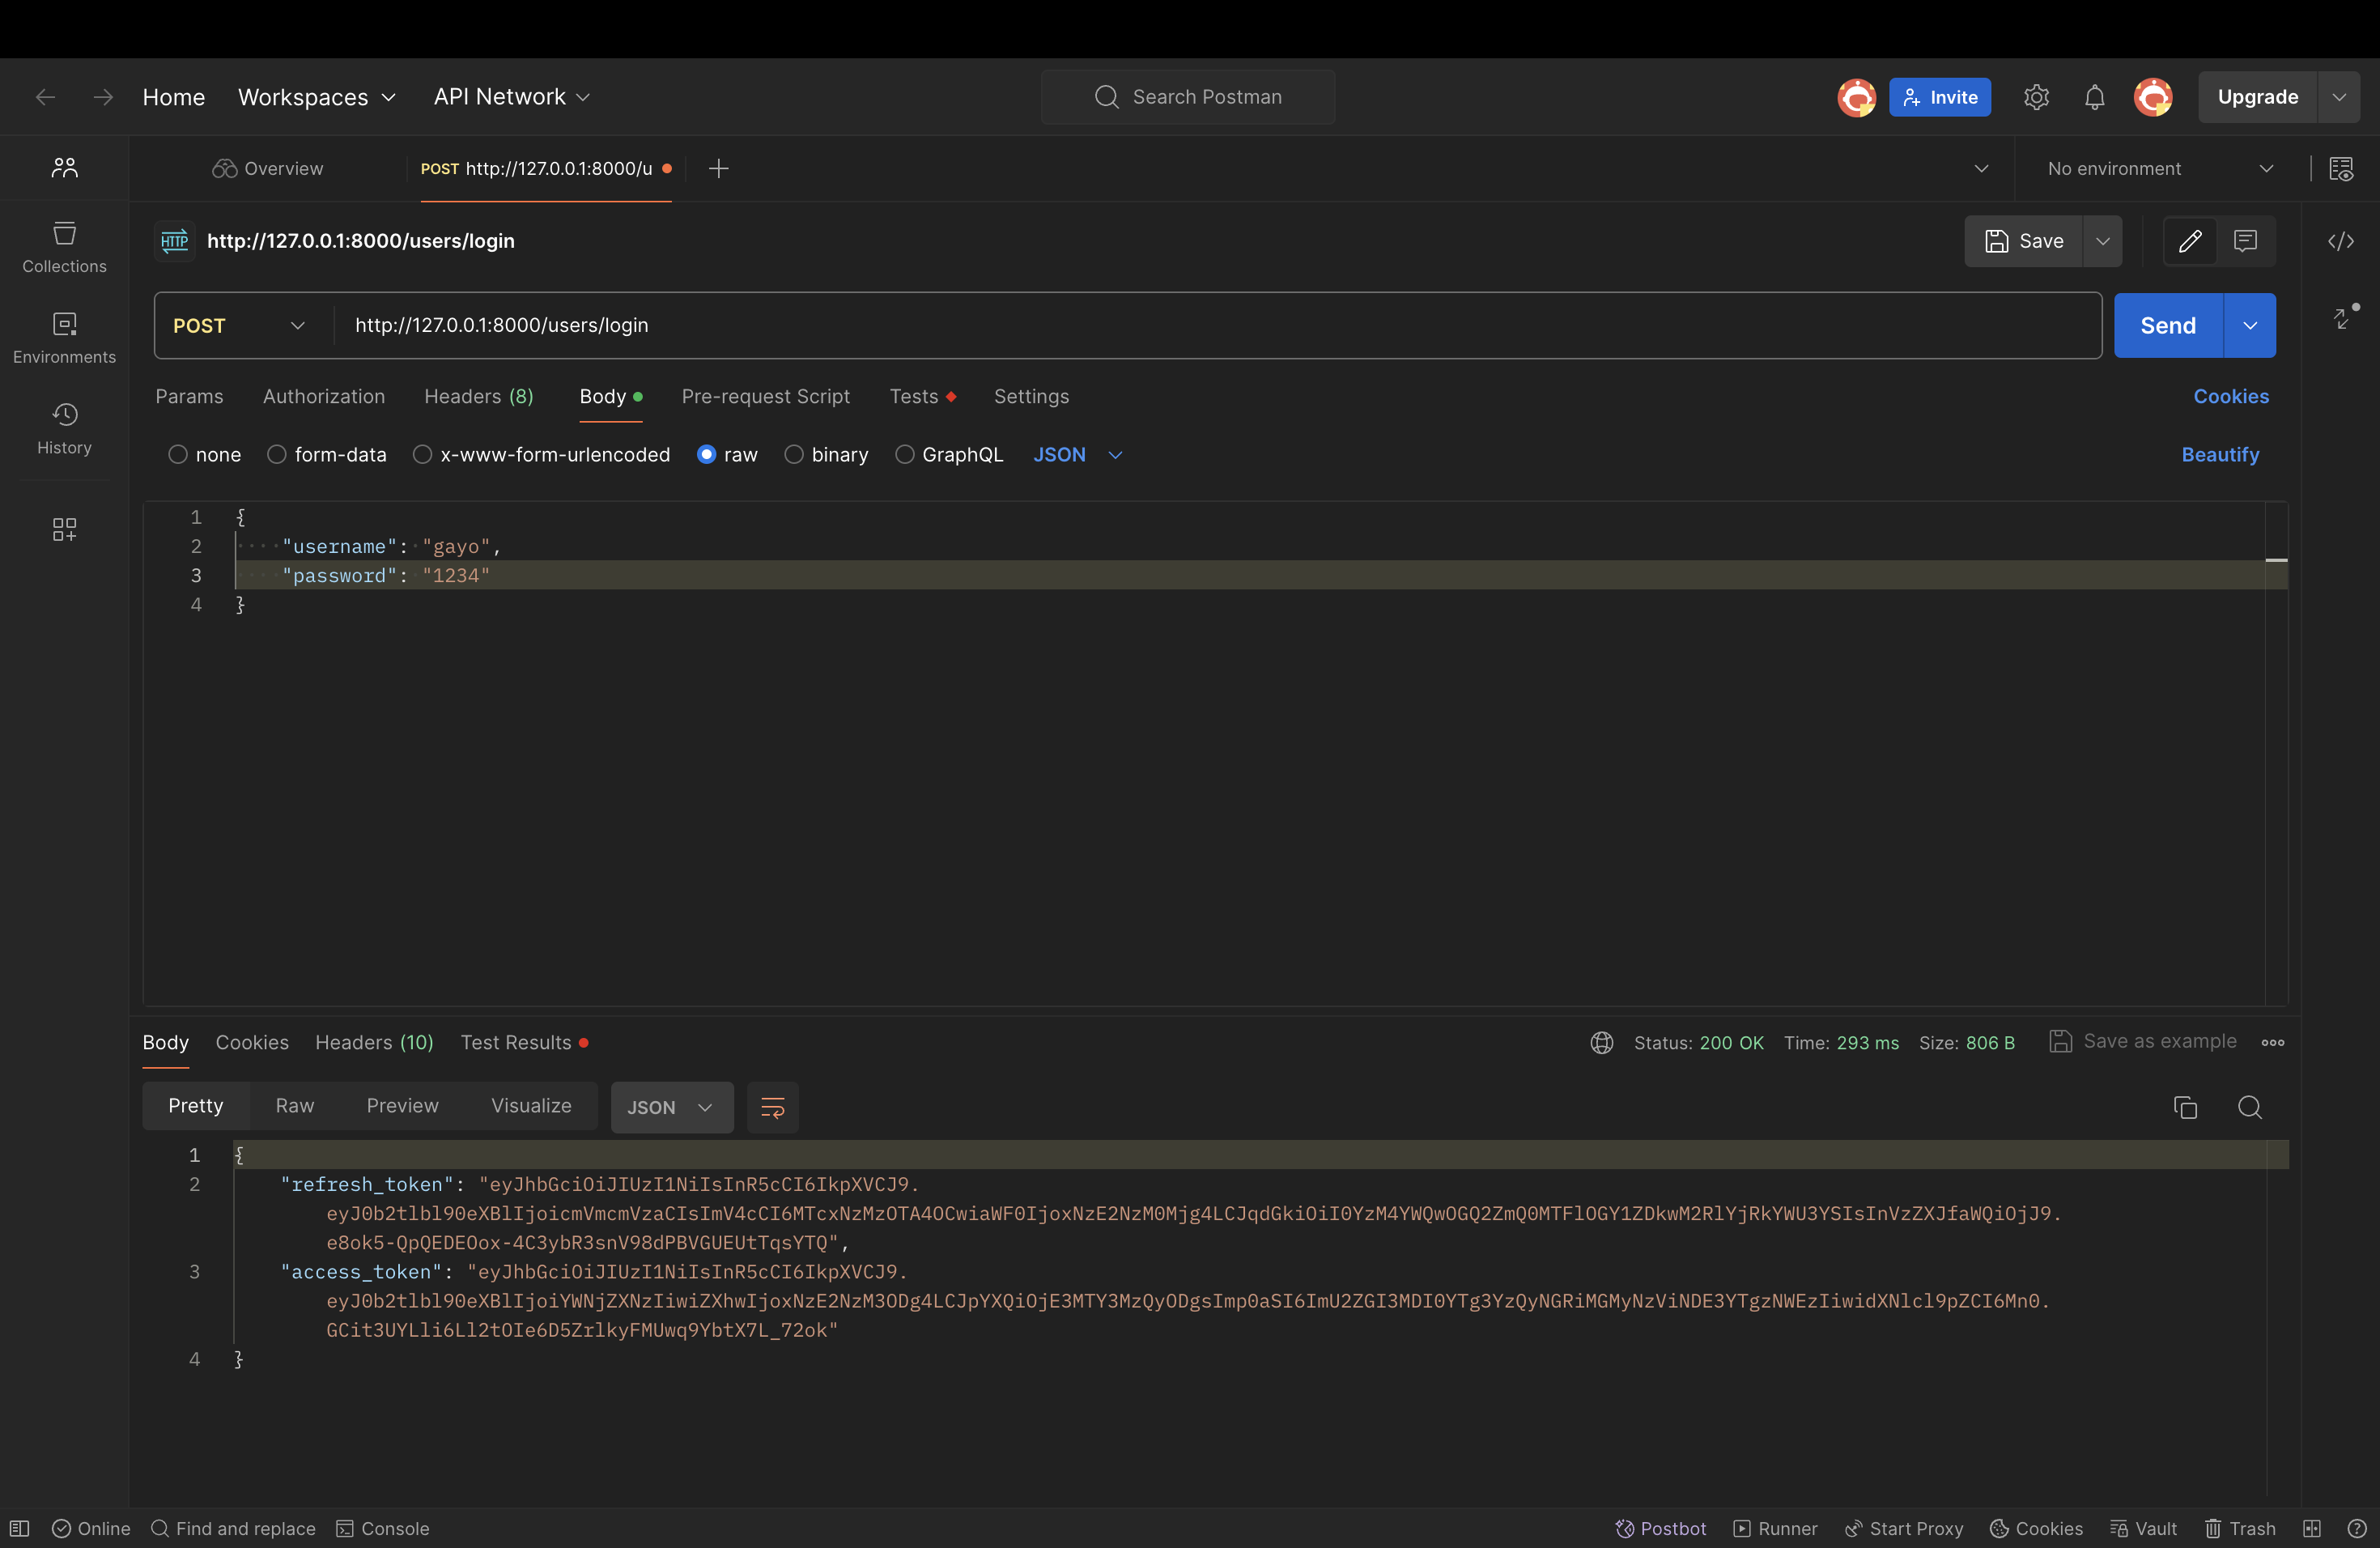 Home Workspaces API Network Search Postman Invite Upgrade
Overview POST http://127.0.0.1:8000/u No environment
HTTP http://127.0.0.1:8000/users/login Save
Collections
Environments
History
POST http://127.0.0.1:8000/users/login Send
Params Authorization Headers (8) Body Pre-request Script Tests Settings Cookies
none form-data x-www-form-urlencoded raw binary GraphQL JSON Beautify
1 {
2 "username": "gayo",
3 "password": "1234"
4 }
Body Cookies Headers (10) Test Results Status: 200 OK Time: 293 ms Size: 806 B Save as example
Pretty Raw Preview Visualize JSON
1 {
2 "refresh_token": "eyJhbGciOiJIUzI1NiIsInR5cCI6IkpXVCJ9.
eyJ0b2tlbl90eXBlIjoicmVmcmVzaCIsImV4cCI6MTcxNzMzOTA4OCwiaWF0IjoxNzE2NzM0Mjg4LCJqdGkiOiI0YzM4YWQwOGQ2ZmQ0MTFlOGY1ZDkwM2RlYjRkYWU3YSIsInVzZXJfaWQiOjJ9.
e8ok5-QpQEDEOox-4C3ybR3snV98dPBVGUEUtTqsYTQ",
3 "access_token": "eyJhbGciOiJIUzI1NiIsInR5cCI6IkpXVCJ9.
eyJ0b2tlbl90eXBlIjoiYWNjZXNzIiwiZXhwIjoxNzE2NzM3ODg4LCJpYXQiOjE3MTY3MzQyODgsImp0aSI6ImU2ZGI3MDI0YTg3YzQyNGRiMGMyNzViNDE3YTgzNWEzIiwidXNlcl9pZCI6Mn0.
GCit3UYLli6Ll2tOIe6D5ZrlkyFMUwq9YbtX7L_72ok"
4 }
Online Find and replace Console Postbot Runner Start Proxy Cookies Vault Trash